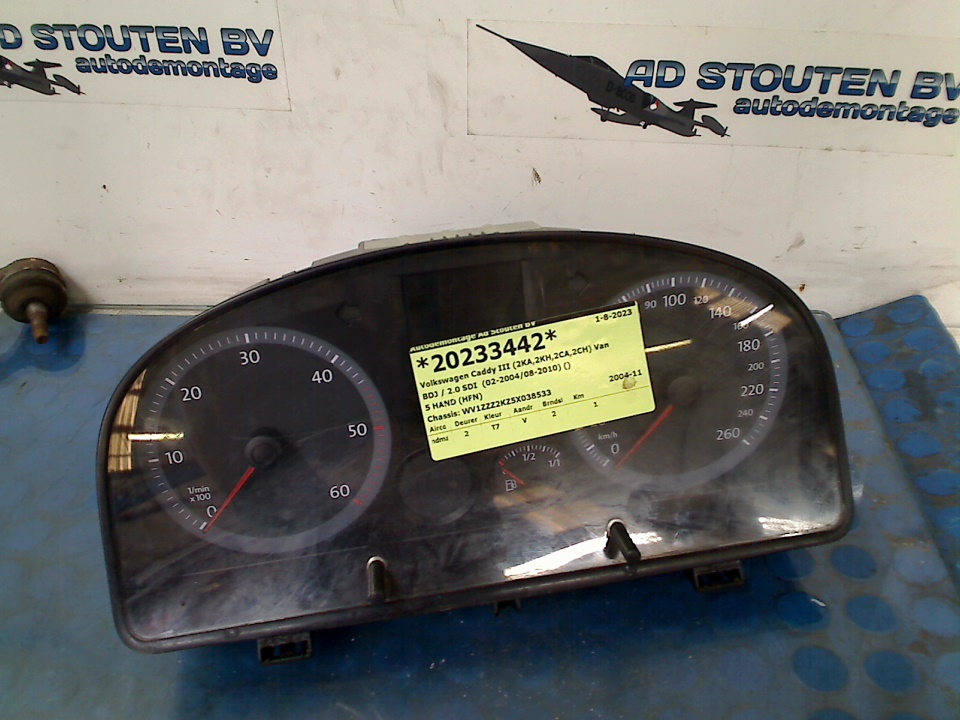 AD STOUTEN BV
autodemontage
AD STOUTEN BV
autodemontage
Autodemontage Ad Stouten BV
1-8-2023
*20233442*
Volkswagen Caddy III (2KA,2KH,2CA,2CH) Van
BDJ / 2.0 SDI (02-2004/08-2010) ()
5 HAND (HFN)
2004-11
Chassis: WV1ZZZ2KZ5X038533
Airco Deuren Kleur Aandr Brndst Km
2 T7 V 2 1
0
10
20
30
40
50
60
1/min
x100
1/2
1/1
km/h
0
90
100
120
140
160
180
200
220
240
260